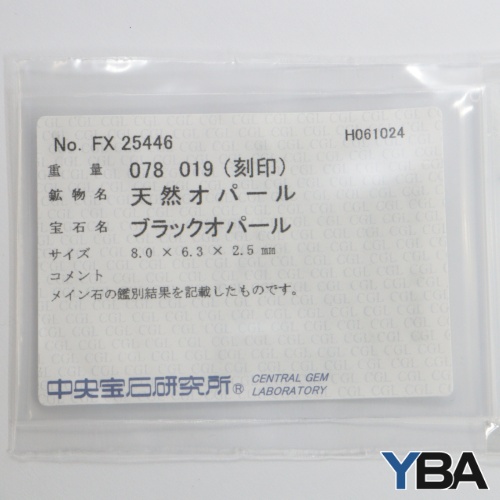 No. FX 25446 H061024
重量 078 019 (刻印)
鉱物名 天然オパール
宝石名 ブラックオパール
サイズ 8.0 × 6.3 × 2.5 mm
コメント
メイン石の鑑別結果を記載したものです。
中央宝石研究所® CENTRAL GEM
LABORATORY
YBA